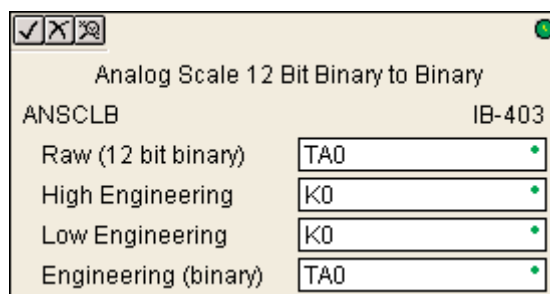 Analog Scale 12 Bit Binary to Binary
ANSCLB IB-403
Raw (12 bit binary) TA0
High Engineering K0
Low Engineering K0
Engineering (binary) TA0